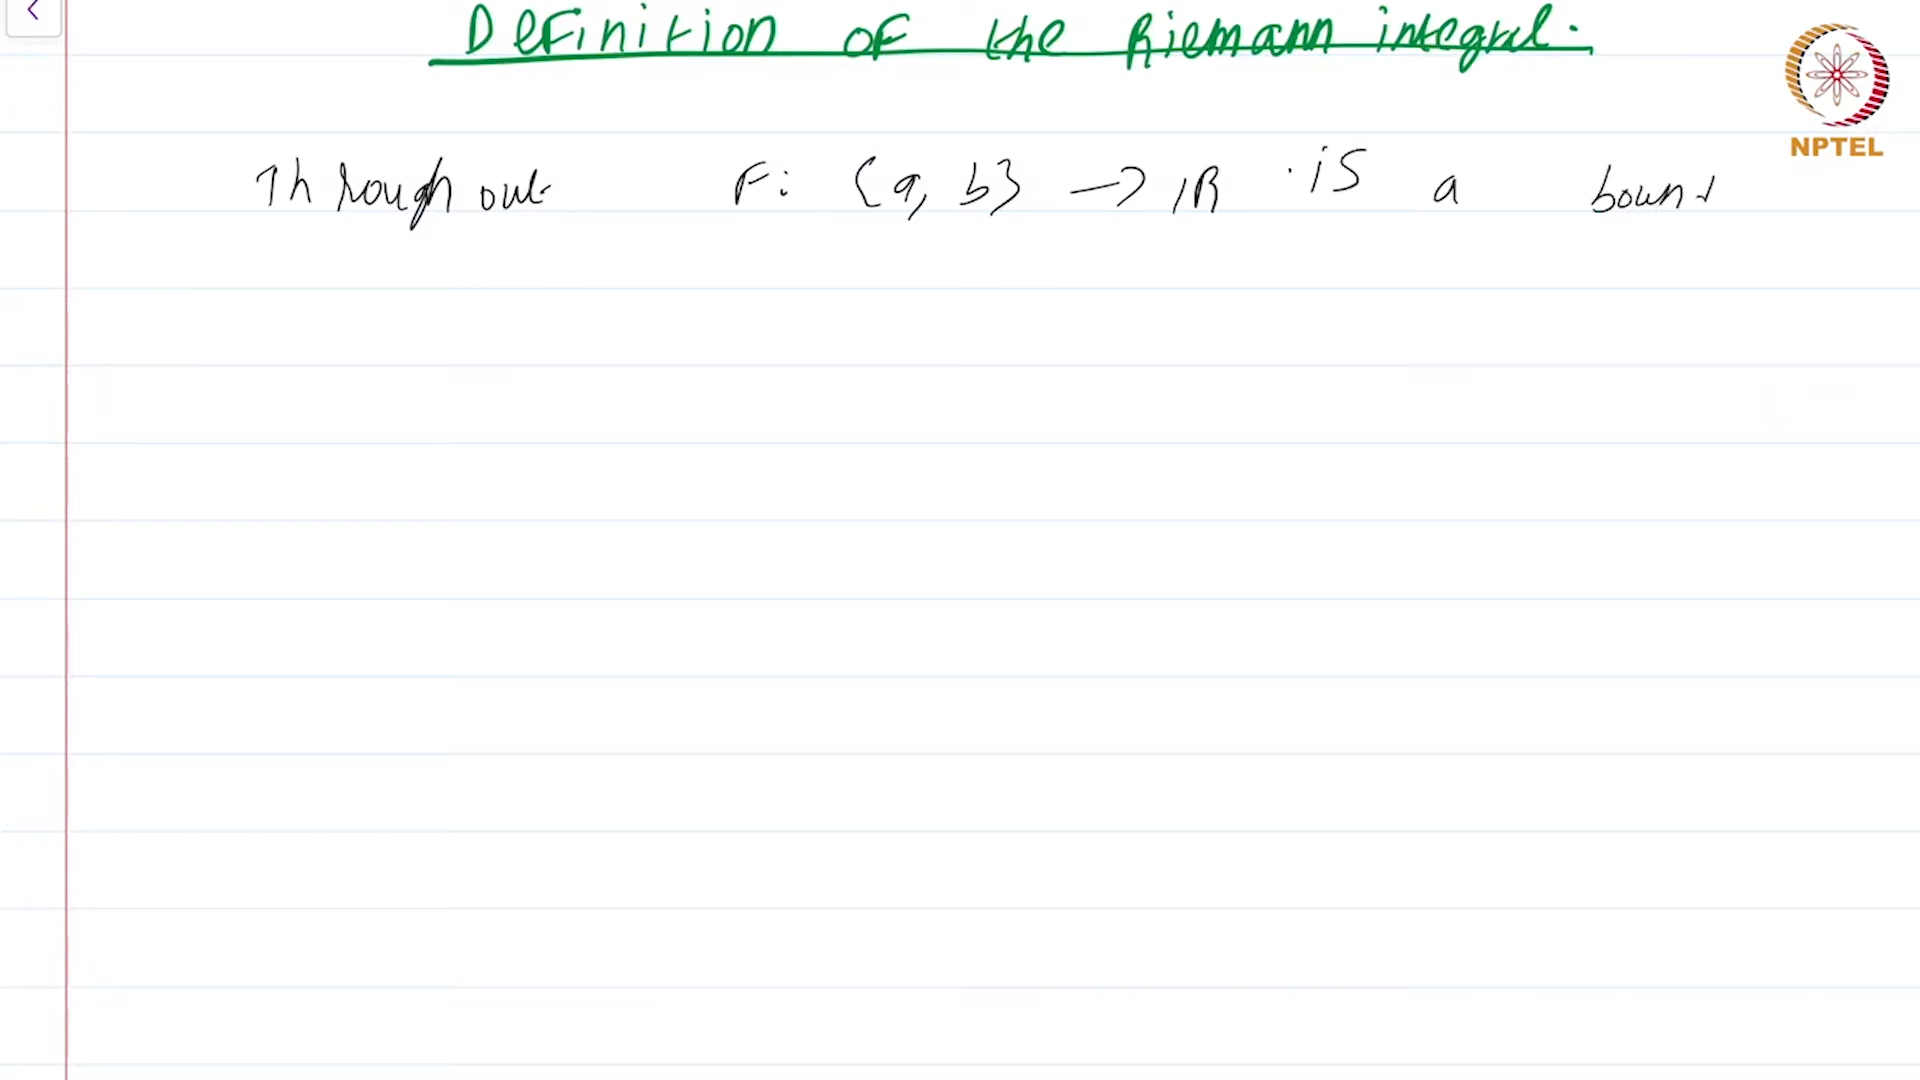 Definition of the Riemann integral.
NPTEL
Throughout F: [a, b] → ℝ is a bound